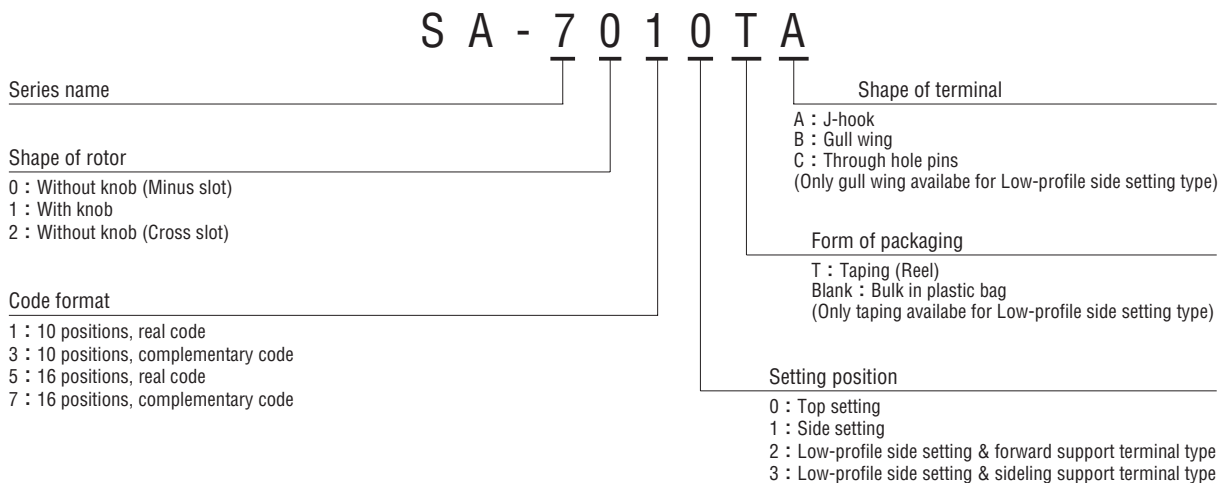 S A - 7 0 1 0 T A
Series name
Shape of rotor
0 : Without knob (Minus slot)
1 : With knob
2 : Without knob (Cross slot)
Code format
1 : 10 positions, real code
3 : 10 positions, complementary code
5 : 16 positions, real code
7 : 16 positions, complementary code
Shape of terminal
A : J-hook
B : Gull wing
C : Through hole pins
(Only gull wing availabe for Low-profile side setting type)
Form of packaging
T : Taping (Reel)
Blank : Bulk in plastic bag
(Only taping availabe for Low-profile side setting type)
Setting position
0 : Top setting
1 : Side setting
2 : Low-profile side setting & forward support terminal type
3 : Low-profile side setting & sideling support terminal type